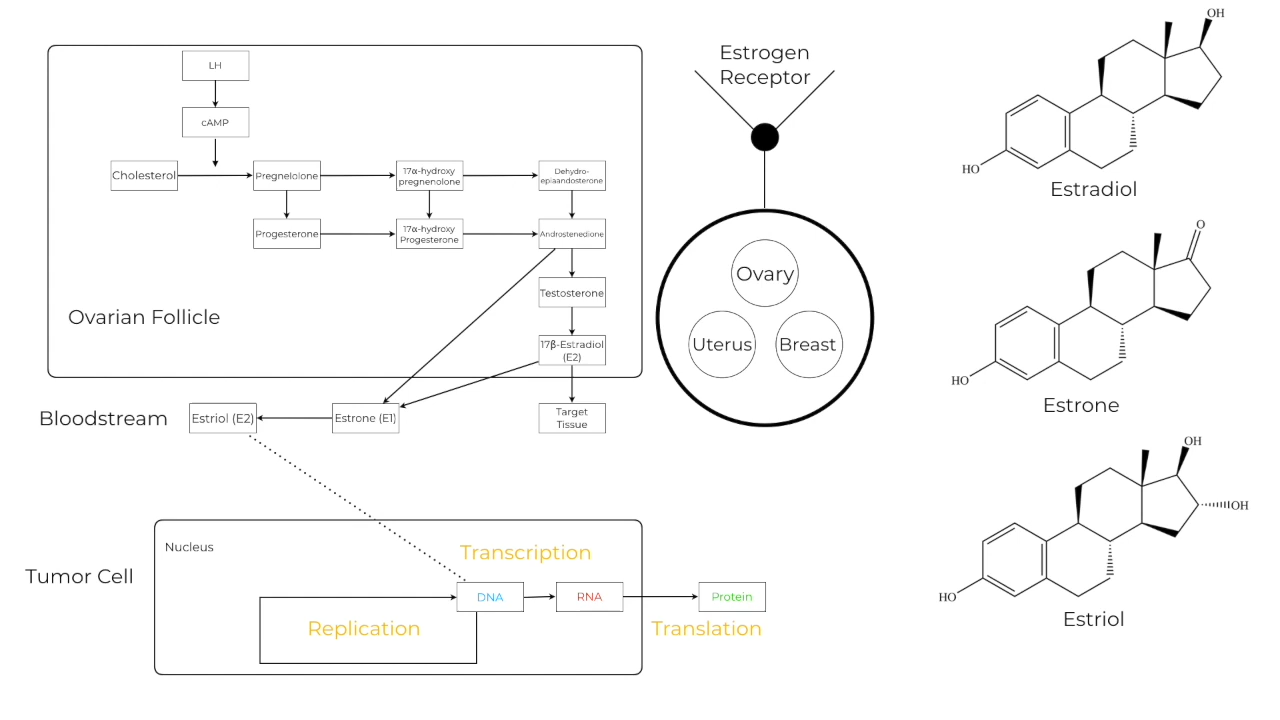 LH
cAMP
Cholesterol
Pregnelolone
17α-hydroxy
pregnenolone
Dehydro-
epiaandosterone
Progesterone
17α-hydroxy
Progesterone
Androstenedione
Testosterone
17β-Estradiol
(E2)
Ovarian Follicle
Bloodstream
Estriol (E2)
Estrone (E1)
Target
Tissue
Tumor Cell
Nucleus
Transcription
DNA
RNA
Protein
Replication
Translation
Estrogen
Receptor
Ovary
Uterus
Breast
OH
HO
Estradiol
O
HO
Estrone
OH
OH
HO
Estriol